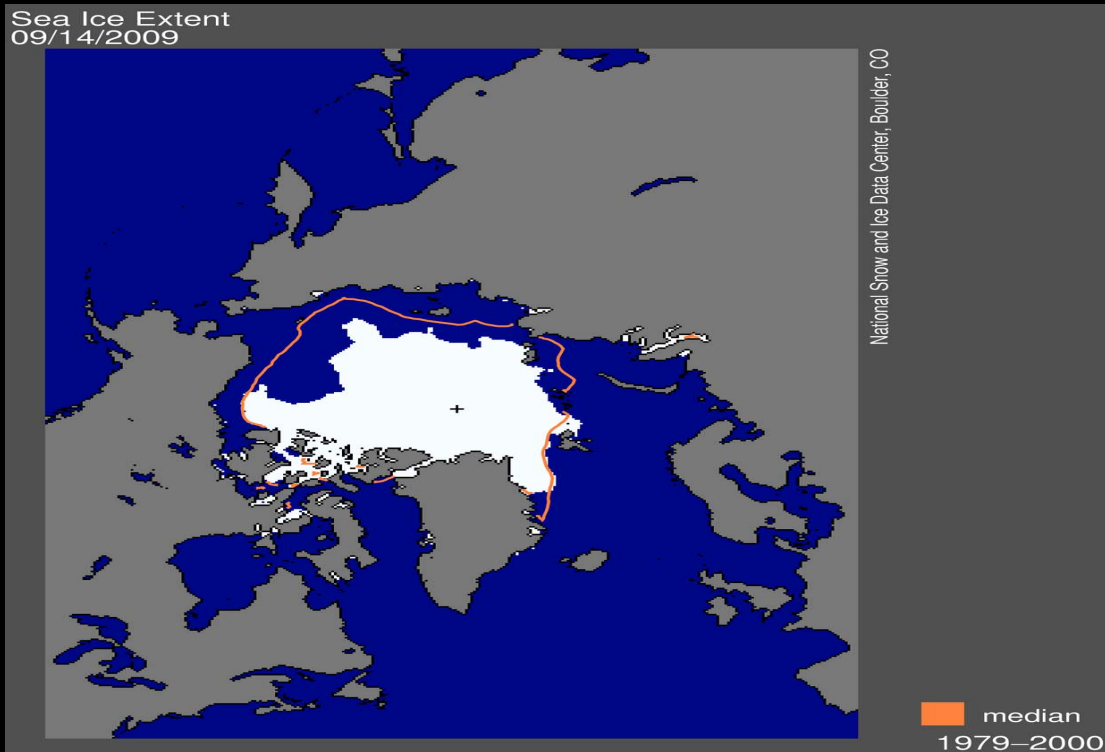 Sea Ice Extent
09/14/2009
National Snow and Ice Data Center, Boulder, CO
median
1979–2000